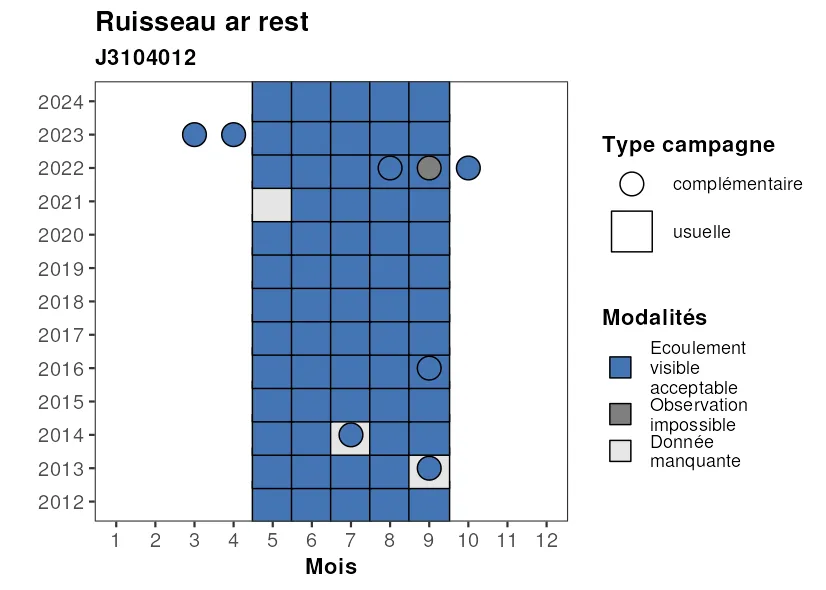 Ruisseau ar rest
J3104012
2024
2023
2022
2021
2020
2019
2018
2017
2016
2015
2014
2013
2012
1 2 3 4 5 6 7 8 9 10 11 12
Mois
Type campagne
complémentaire
usuelle
Modalités
Ecoulement
visible
acceptable
Observation
impossible
Donnée
manquante